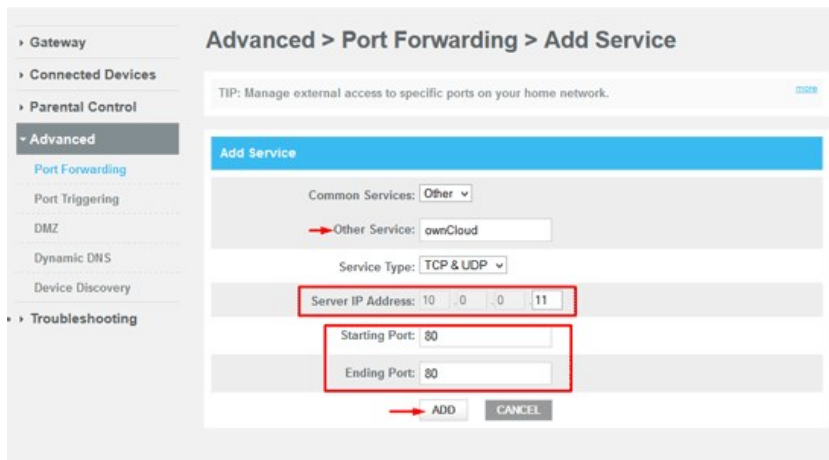 Gateway
Connected Devices
Parental Control
Advanced
Port Forwarding
Port Triggering
DMZ
Dynamic DNS
Device Discovery
Troubleshooting
Advanced > Port Forwarding > Add Service
TIP: Manage external access to specific ports on your home network. more
Add Service
Common Services: Other
Other Service: ownCloud
Service Type: TCP & UDP
Server IP Address: 10 .0 .0 .11
Starting Port: 80
Ending Port: 80
ADD CANCEL